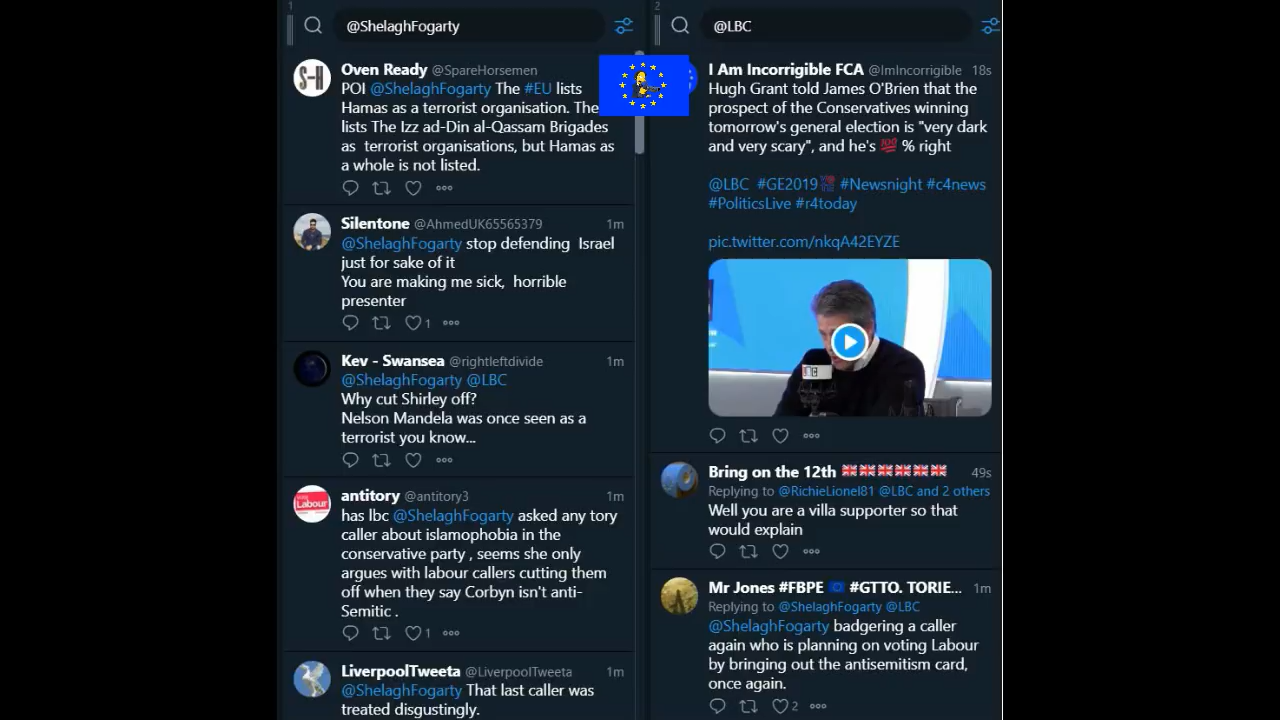 1
@ShelaghFogarty
Oven Ready @SpareHorsemen
POI @ShelaghFogarty The #EU lists
Hamas as a terrorist organisation. The
lists The Izz ad-Din al-Qassam Brigades
as terrorist organisations, but Hamas as
a whole is not listed.
Silentone @AhmedUK65565379 1m
@ShelaghFogarty stop defending Israel
just for sake of it
You are making me sick, horrible
presenter
1
Kev - Swansea @rightleftdivide 1m
@ShelaghFogarty @LBC
Why cut Shirley off?
Nelson Mandela was once seen as a
terrorist you know...
antitory @antitory3 1m
Labour
has lbc @ShelaghFogarty asked any tory
caller about islamophobia in the
conservative party , seems she only
argues with labour callers cutting them
off when they say Corbyn isn't anti-
Semitic .
1
LiverpoolTweeta @LiverpoolTweeta 1m
@ShelaghFogarty That last caller was
treated disgustingly.
2
@LBC
I Am Incorrigible FCA @ImIncorrigible 18s
Hugh Grant told James O'Brien that the
prospect of the Conservatives winning
tomorrow's general election is "very dark
and very scary", and he's 💯 % right
@LBC #GE2019 #Newsnight #c4news
#PoliticsLive #r4today
pic.twitter.com/nkqA42EYZE
Bring on the 12th 🇬🇧🇬🇧🇬🇧🇬🇧🇬🇧🇬🇧 49s
Replying to @RichieLionel81 @LBC and 2 others
Well you are a villa supporter so that
would explain
Mr Jones #FBPE 🇪🇺 #GTTO. TORIE... 1m
Replying to @ShelaghFogarty @LBC
@ShelaghFogarty badgering a caller
again who is planning on voting Labour
by bringing out the antisemitism card,
once again.
2